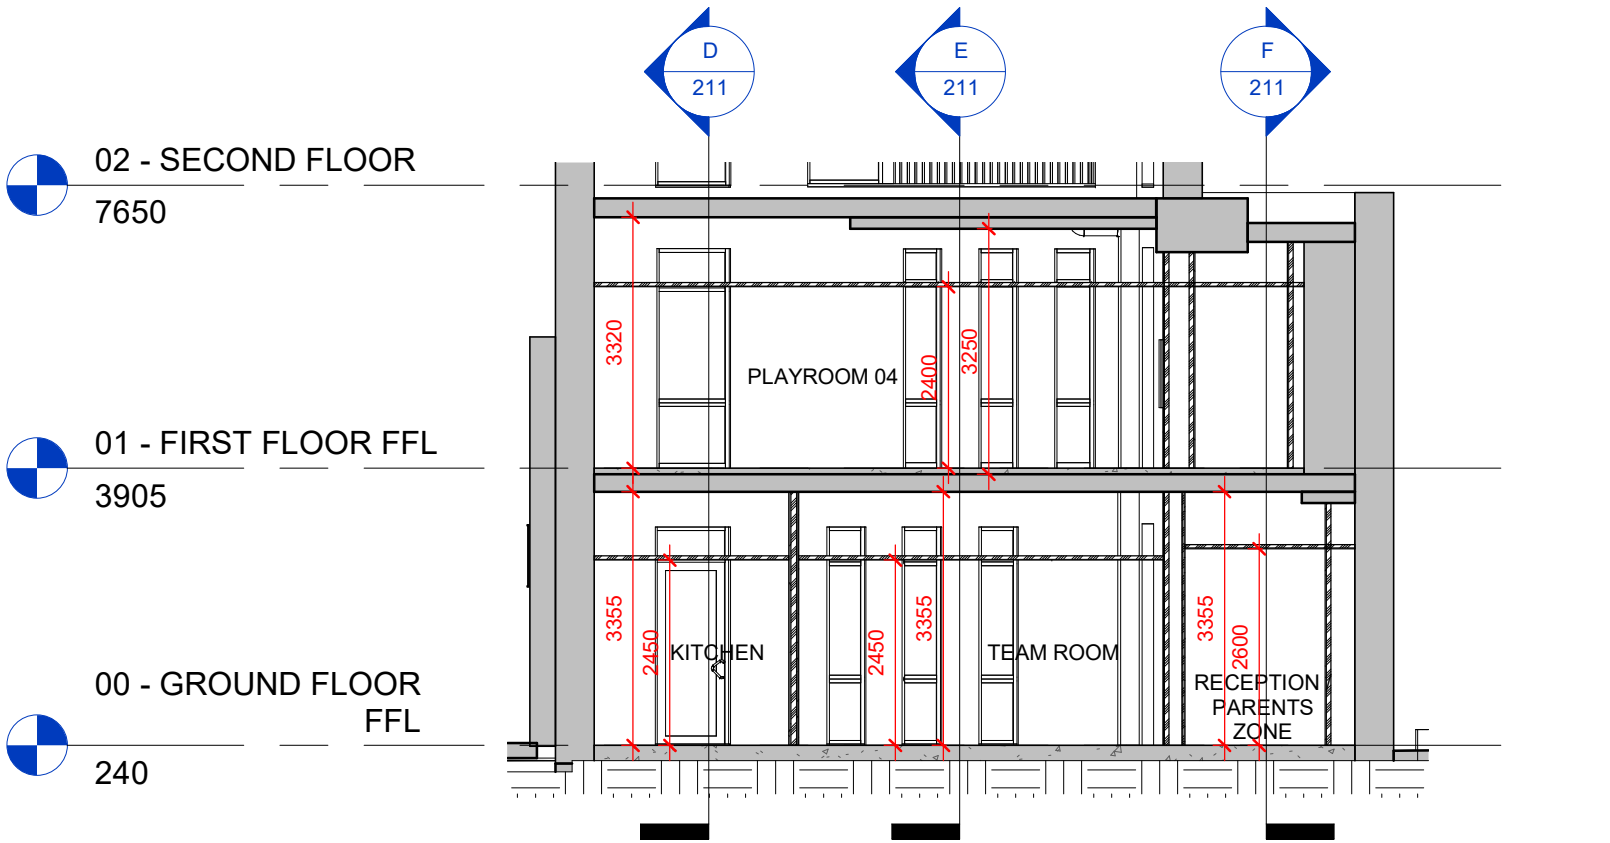 D
211
E
211
F
211
02 - SECOND FLOOR
7650
3320
PLAYROOM 04
2400
3250
01 - FIRST FLOOR FFL
3905
3355
2450
KITCHEN
2450
3355
TEAM ROOM
3355
2600
RECEPTION
PARENTS
ZONE
00 - GROUND FLOOR
FFL
240